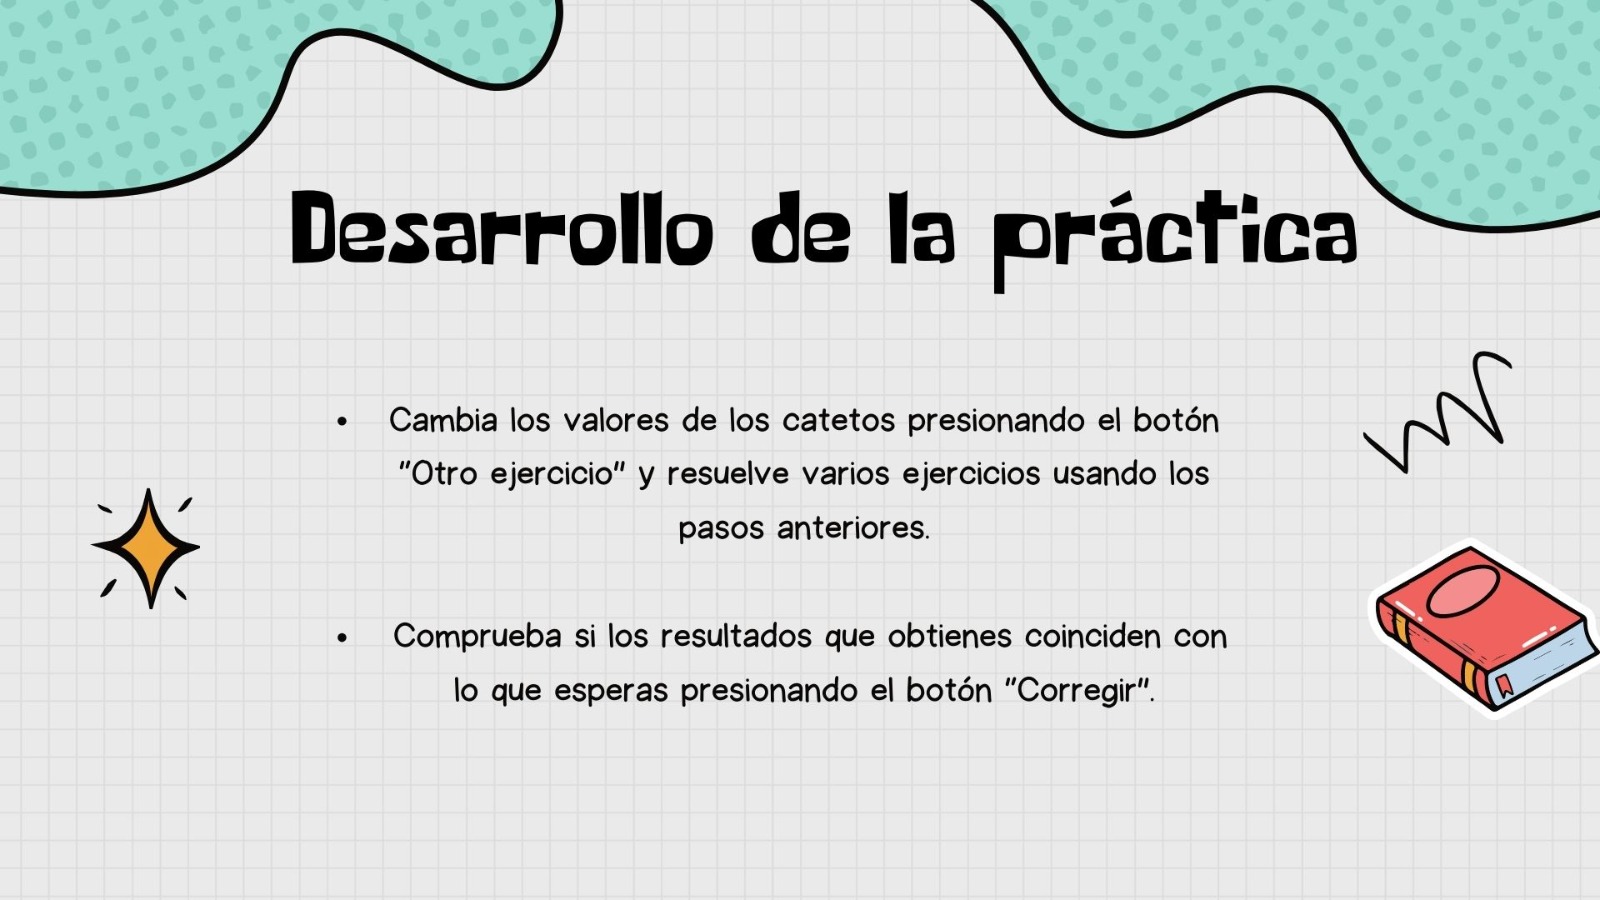 Desarrollo de la práctica
• Cambia los valores de los catetos presionando el botón
"Otro ejercicio" y resuelve varios ejercicios usando los
pasos anteriores.
• Comprueba si los resultados que obtienes coinciden con
lo que esperas presionando el botón "Corregir".